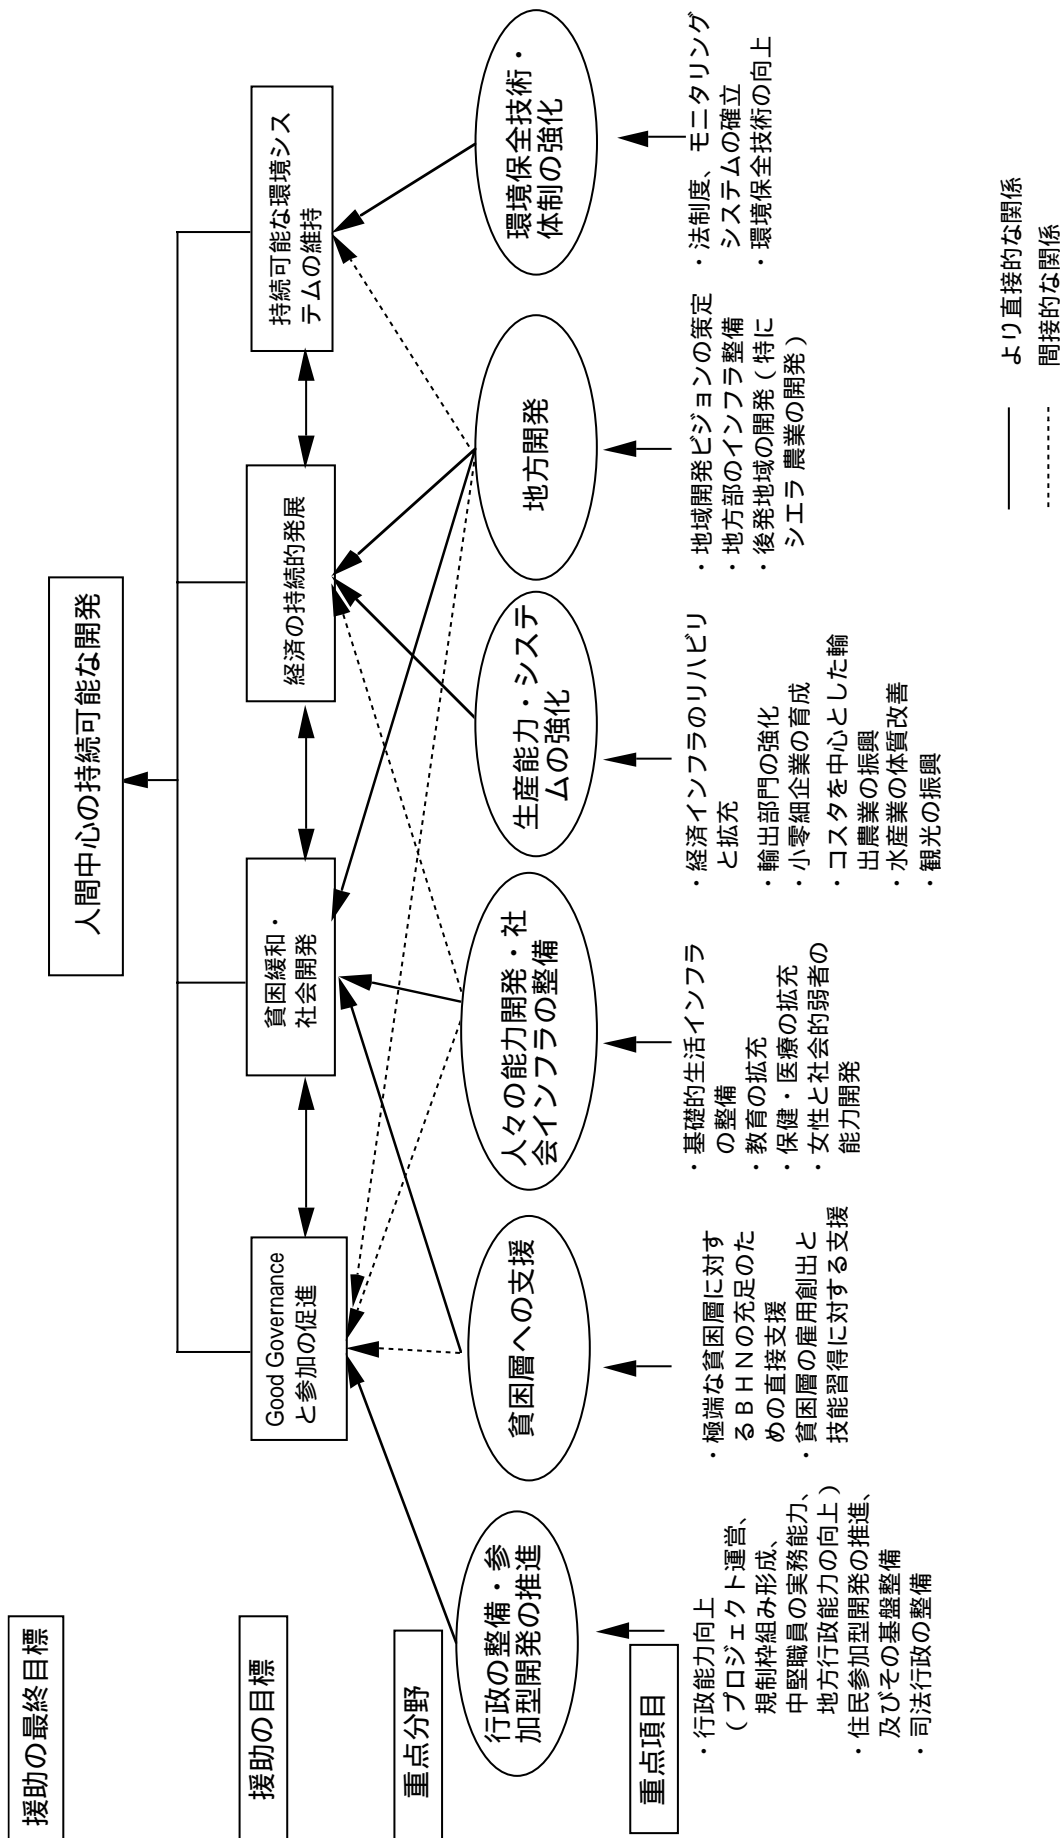 援助の最終目標
人間中心の持続可能な開発
援助の目標
Good Governance
と参加の促進
貧困緩和・
社会開発
経済の持続的発展
持続可能な環境シス
テムの維持
重点分野
行政の整備・参
加型開発の推進
貧困層への支援
人々の能力開発・社
会インフラの整備
生産能力・システ
ムの強化
地方開発
環境保全技術・
体制の強化
重点項目
・行政能力向上
(プロジェクト運営、
規制枠組み形成、
中堅職員の実務能力、
地方行政能力の向上)
・住民参加型開発の推進、
及びその基盤整備
・司法行政の整備
・極端な貧困層に対す
るBHNの充足のた
めの直接支援
・貧困層の雇用創出と
技能習得に対する支援
・基礎的生活インフラ
の整備
・教育の拡充
・保健・医療の拡充
・女性と社会的弱者の
能力開発
・経済インフラのリハビリ
と拡充
・輸出部門の強化
・小零細企業の育成
・コスタを中心とした輸
出農業の振興
・水産業の体質改善
・観光の振興
・地域開発ビジョンの策定
・地方部のインフラ整備
・後発地域の開発(特に
シエラ 農業の開発)
・法制度、モニタリング
システムの確立
・環境保全技術の向上
より直接的な関係
間接的な関係